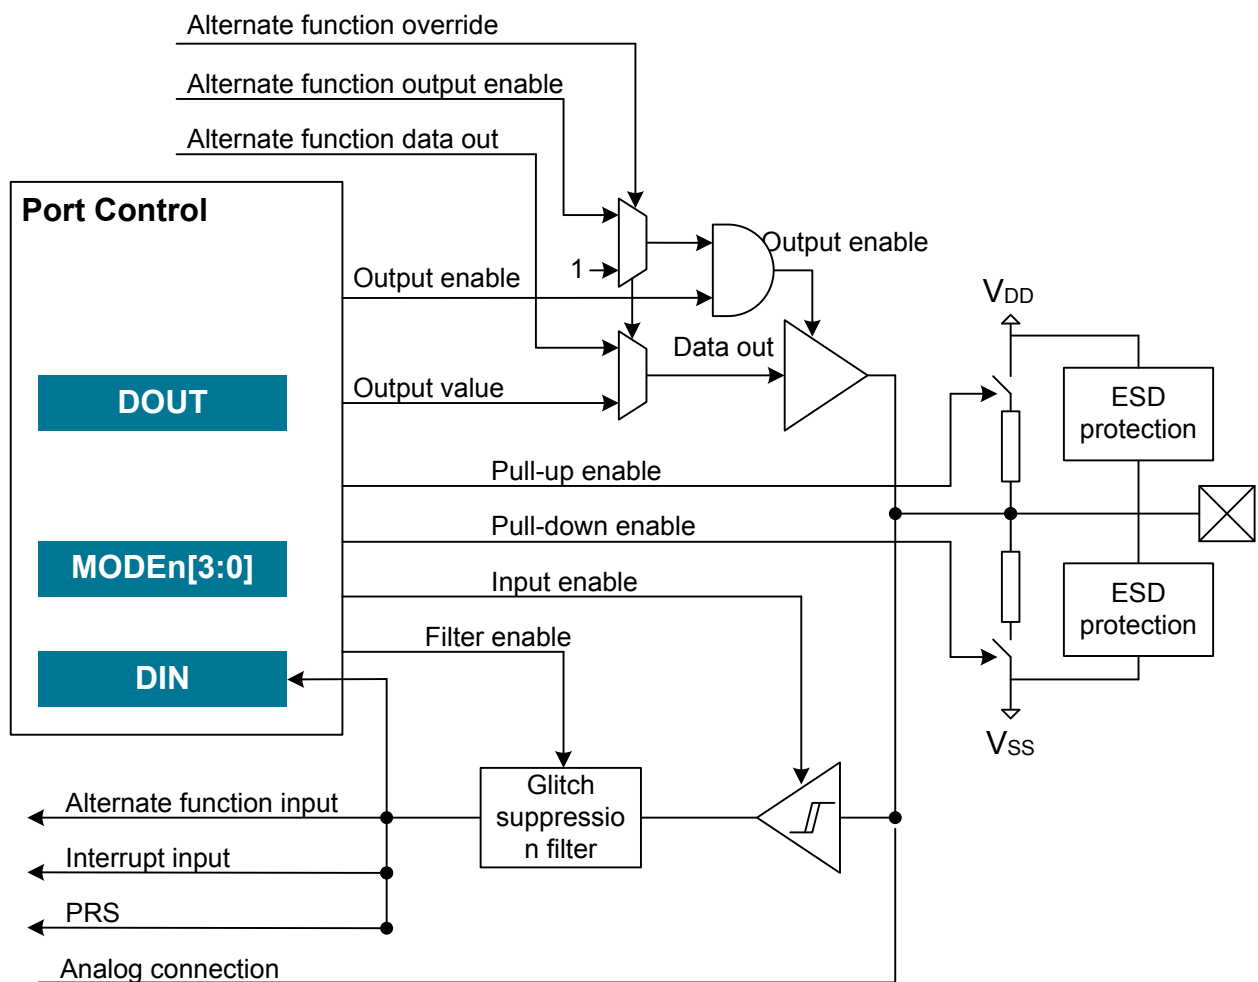 Alternate function override
Alternate function output enable
Alternate function data out
Port Control
Output enable
1
Output enable
VDD
Data out
DOUT
Output value
ESD
protection
Pull-up enable
Pull-down enable
MODEn[3:0]
Input enable
ESD
protection
Filter enable
DIN
VSS
Glitch
suppressio
n filter
Alternate function input
Interrupt input
PRS
Analog connection